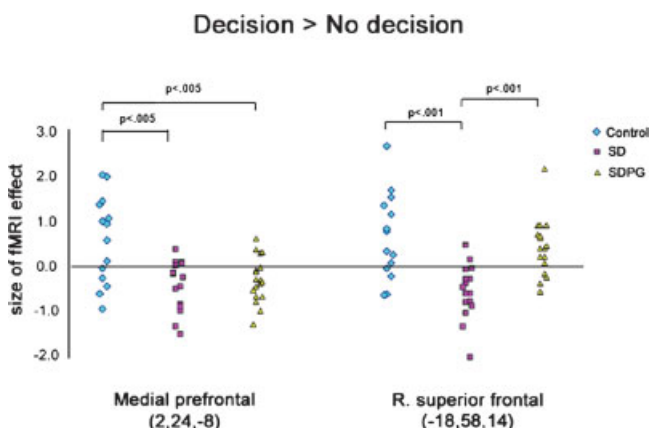 Decision > No decision
p<.005
p<.005
p<.001
p<.001
Control
SD
SDPG
size of fMRI effect
3.0
2.0
1.0
0.0
-1.0
-2.0
Medial prefrontal
(2,24,-8)
R. superior frontal
(-18,58,14)